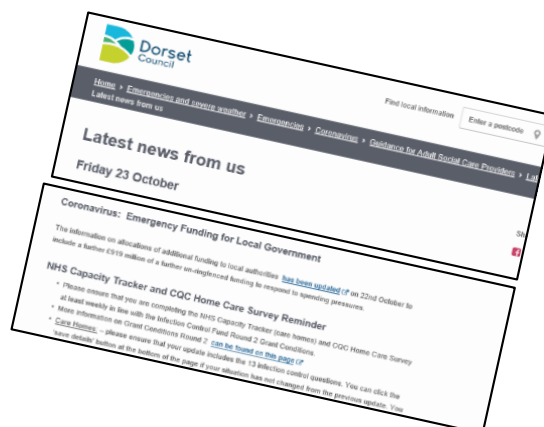 Dorset
Council
Find local information
Enter a postcode
Home > Emergencies and severe weather > Emergencies > Coronavirus > Guidance for Adult Social Care Providers > Lat
Latest news from us
Latest news from us
Friday 23 October
Sh
Coronavirus: Emergency Funding for Local Government
The information on allocations of additional funding to local authorities has been updated on 22nd October to
include a further £919 million of a further un-ringfenced funding to respond to spending pressures.
NHS Capacity Tracker and CQC Home Care Survey Reminder
• Please ensure that you are completing the NHS Capacity Tracker (care homes) and CQC Home Care Survey
at least weekly in line with the Infection Control Fund Round 2 Grant Conditions.
• More information on Grant Conditions Round 2 can be found on this page
• Care Homes: – please ensure that your update includes the 13 infection control questions. You can click the
'save details' button at the bottom of the page if your situation has not changed from the previous update. You